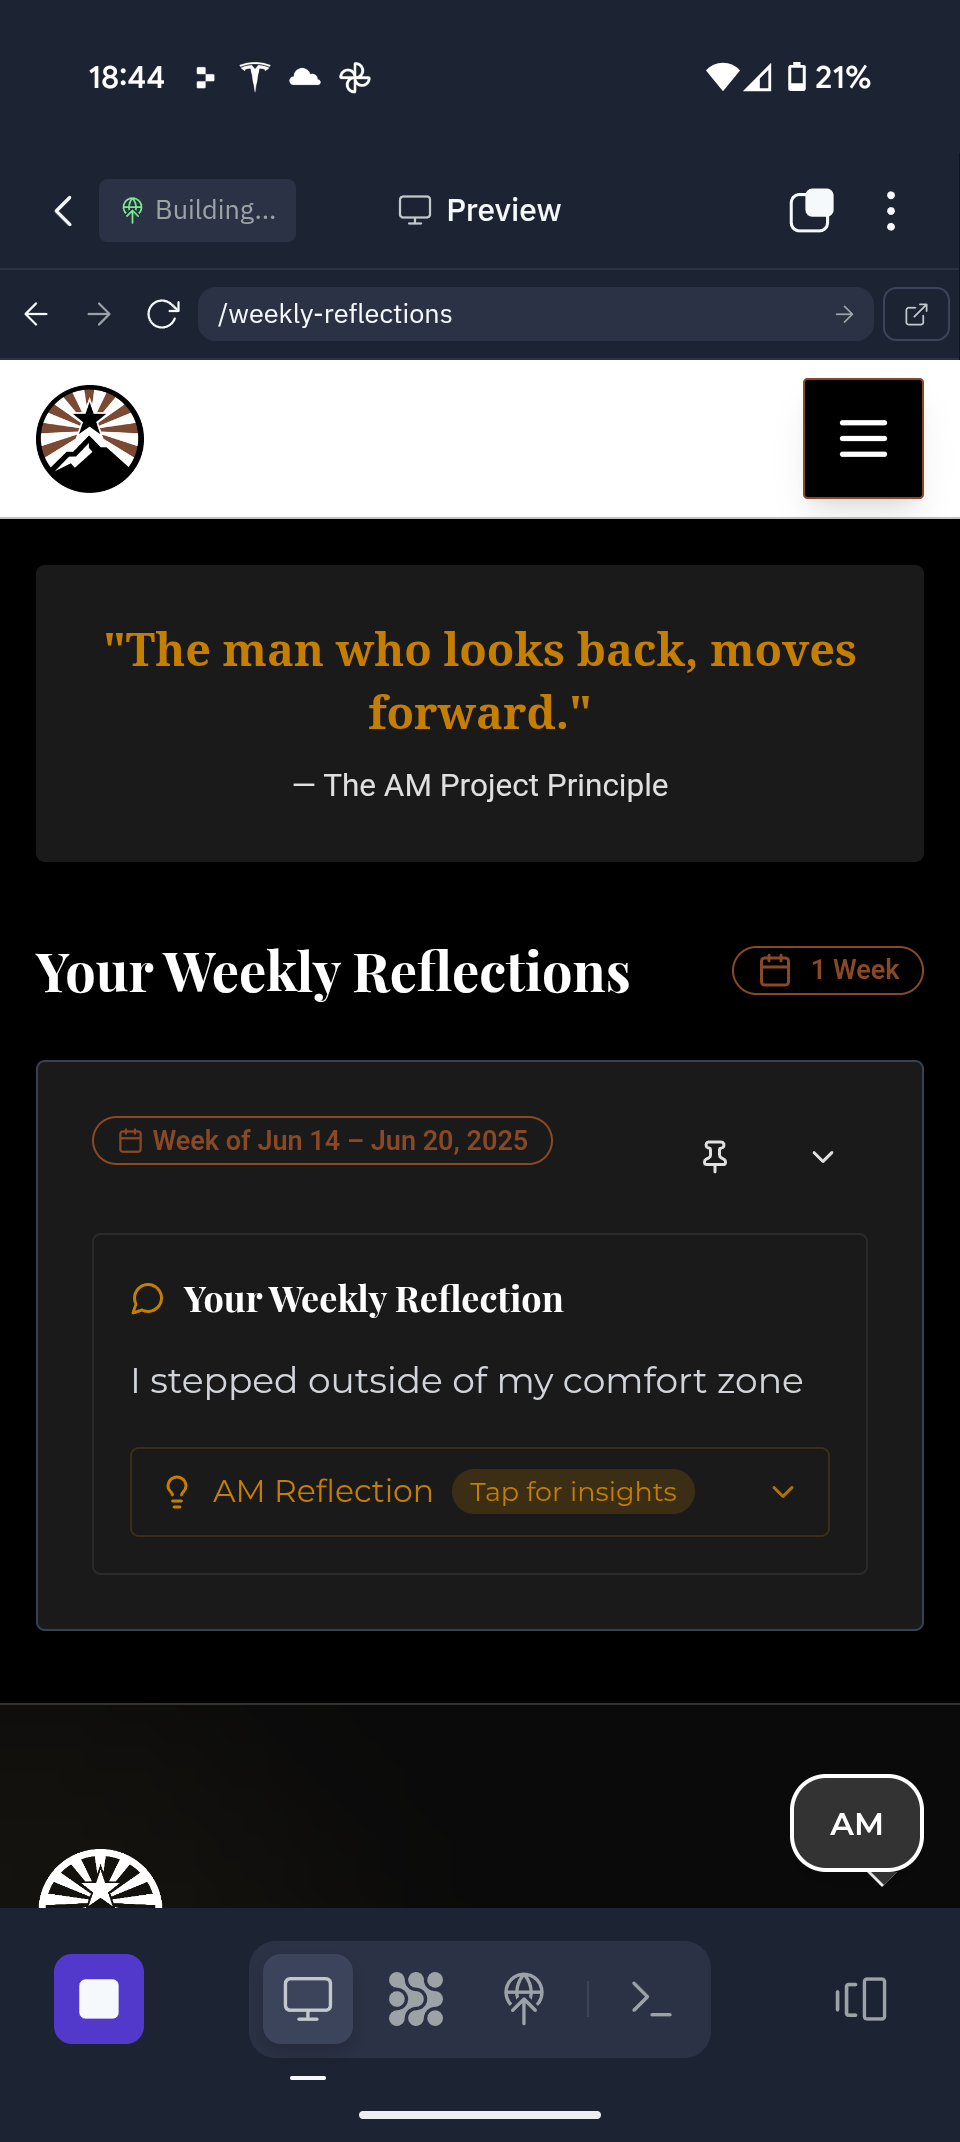 18:44
21%
Building...
Preview
/weekly-reflections
"The man who looks back, moves
forward."
— The AM Project Principle
Your Weekly Reflections
1 Week
Week of Jun 14 – Jun 20, 2025
Your Weekly Reflection
I stepped outside of my comfort zone
AM Reflection
Tap for insights
AM